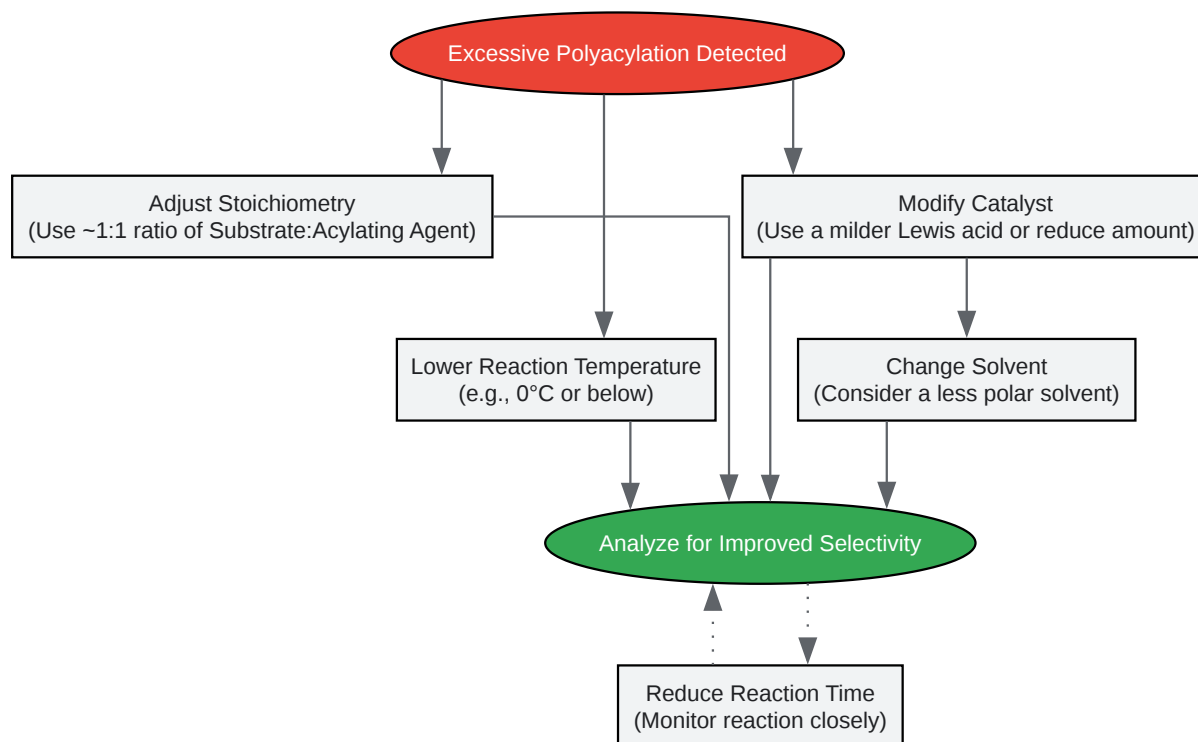 Excessive Polyacylation Detected
Adjust Stoichiometry
(Use ~1:1 ratio of Substrate:Acylating Agent)
Modify Catalyst
(Use a milder Lewis acid or reduce amount)
Lower Reaction Temperature
(e.g., 0°C or below)
Change Solvent
(Consider a less polar solvent)
Analyze for Improved Selectivity
Reduce Reaction Time
(Monitor reaction closely)